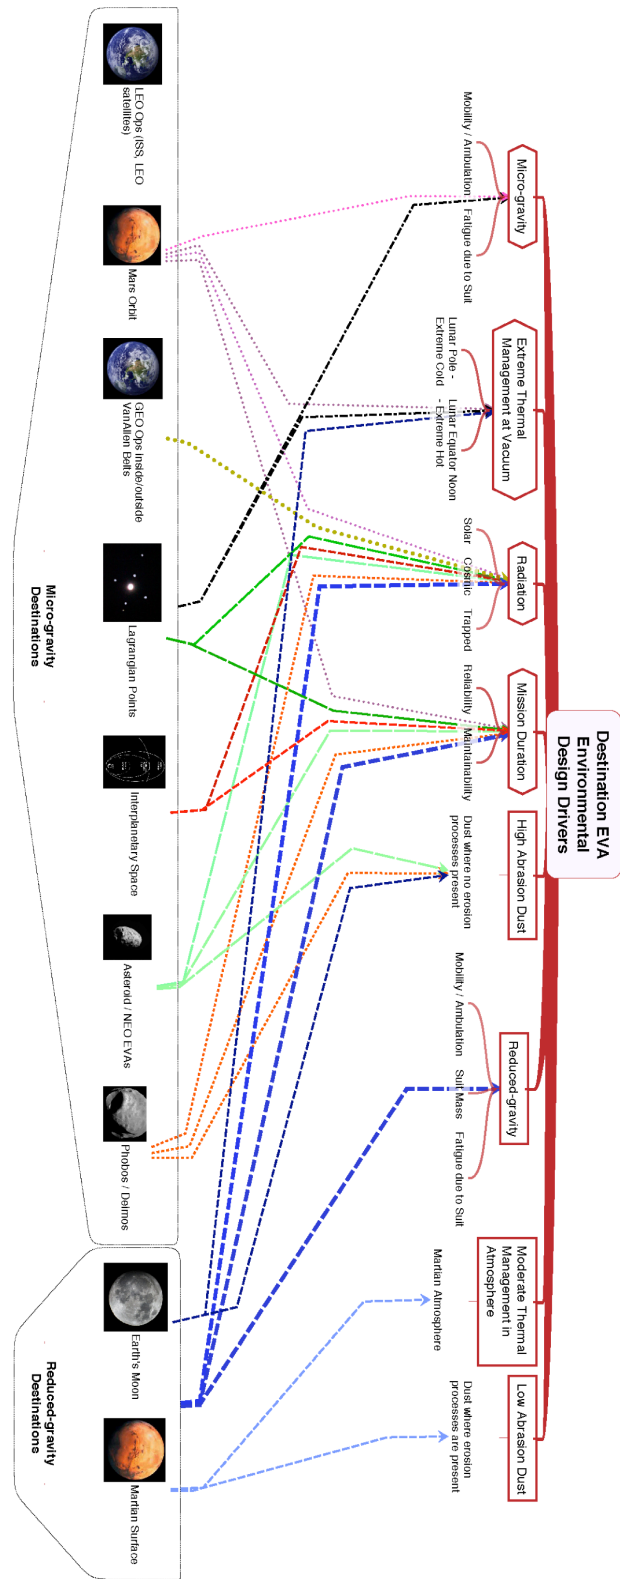 Destination EVA
Environmental
Design Drivers
Micro-gravity
Mobility / Ambulation
Fatigue due to Suit
Extreme Thermal
Management at Vacuum
Lunar Pole -
Extreme Cold
Lunar Equator Noon
- Extreme Hot
Radiation
Solar
Cosmic
Trapped
Mission Duration
Reliability
Maintainability
High Abrasion Dust
Dust where no erosion
processes present
Reduced-gravity
Mobility / Ambulation
Suit Mass
Fatigue due to Suit
Moderate Thermal
Management in
Atmosphere
Martian Atmosphere
Low Abrasion Dust
Dust where erosion
processes are present
LEO Ops (ISS, LEO
satellites)
Mars Orbit
GEO Ops inside/outside
VanAllen Belts
Lagrangian Points
Interplanetary Space
Asteroid / NEO EVAs
Phobos / Deimos
Earth's Moon
Martian Surface
Micro-gravity
Destinations
Reduced-gravity
Destinations